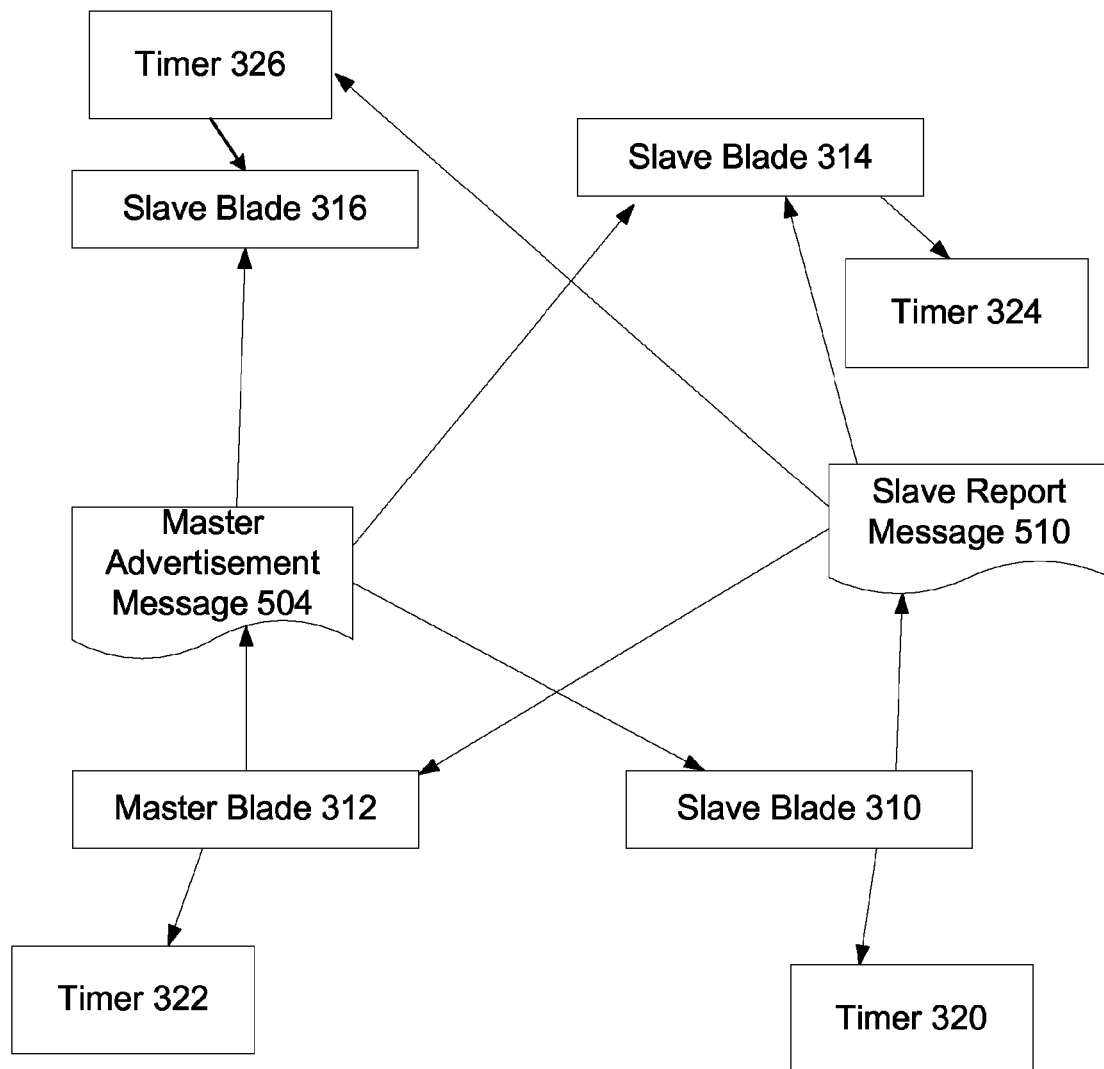 Timer 326
Slave Blade 314
Slave Blade 316
Timer 324
Slave Report
Message 510
Master
Advertisement
Message 504
Master Blade 312
Slave Blade 310
Timer 322
Timer 320